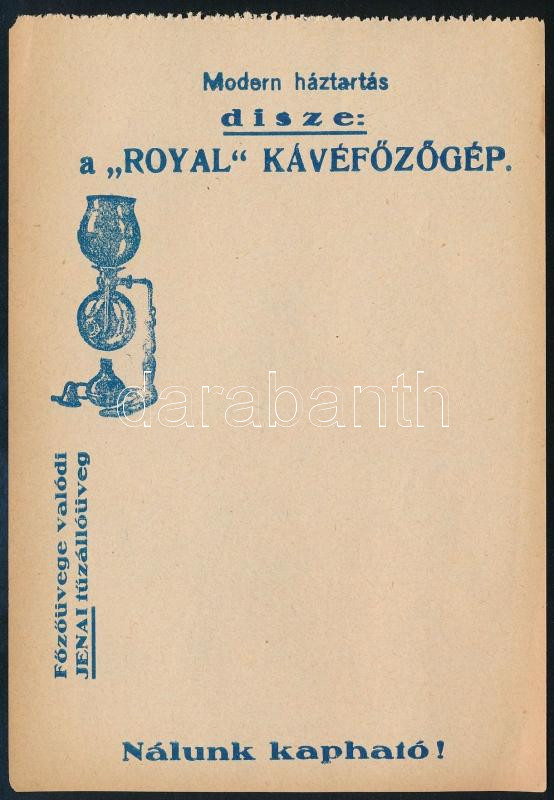 Modern háztartás
disze:
a „ROYAL“ KÁVÉFŐZŐGÉP.
darabanth
Főzőüvege valódi
JENAI tűzállóüveg
Nálunk kapható!